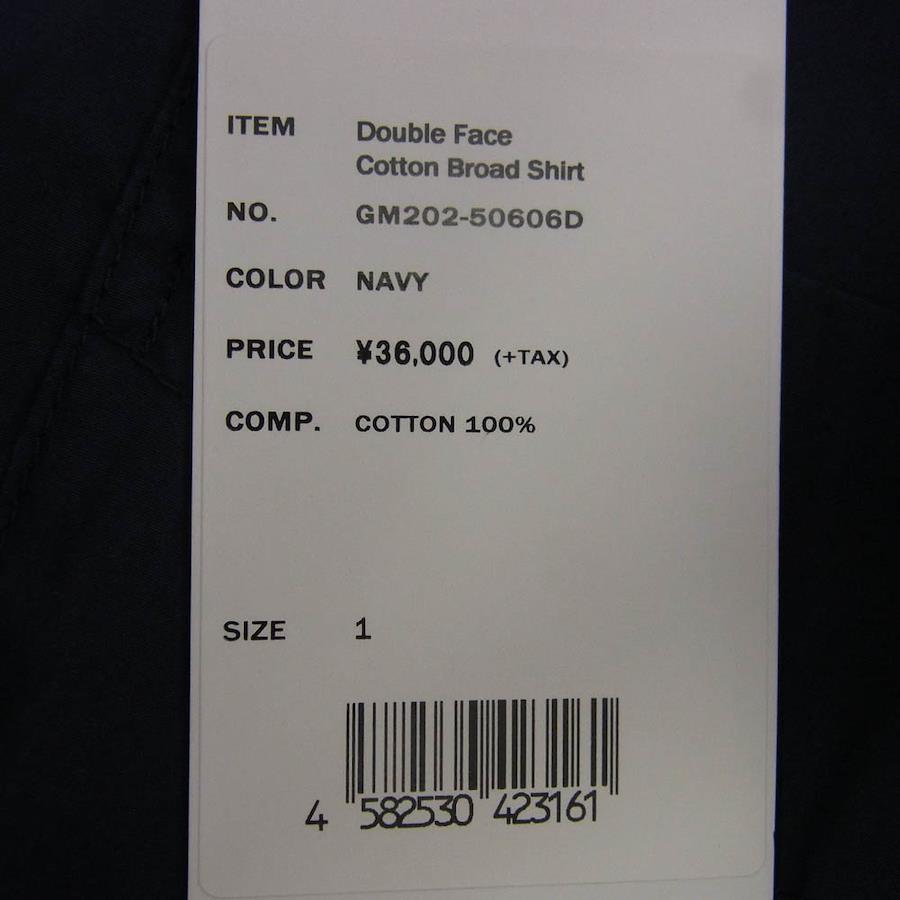 ITEM Double Face
Cotton Broad Shirt
NO. GM202-50606D
COLOR NAVY
PRICE ¥36,000 (+TAX)
COMP. COTTON 100%
SIZE 1
4 582530 423161